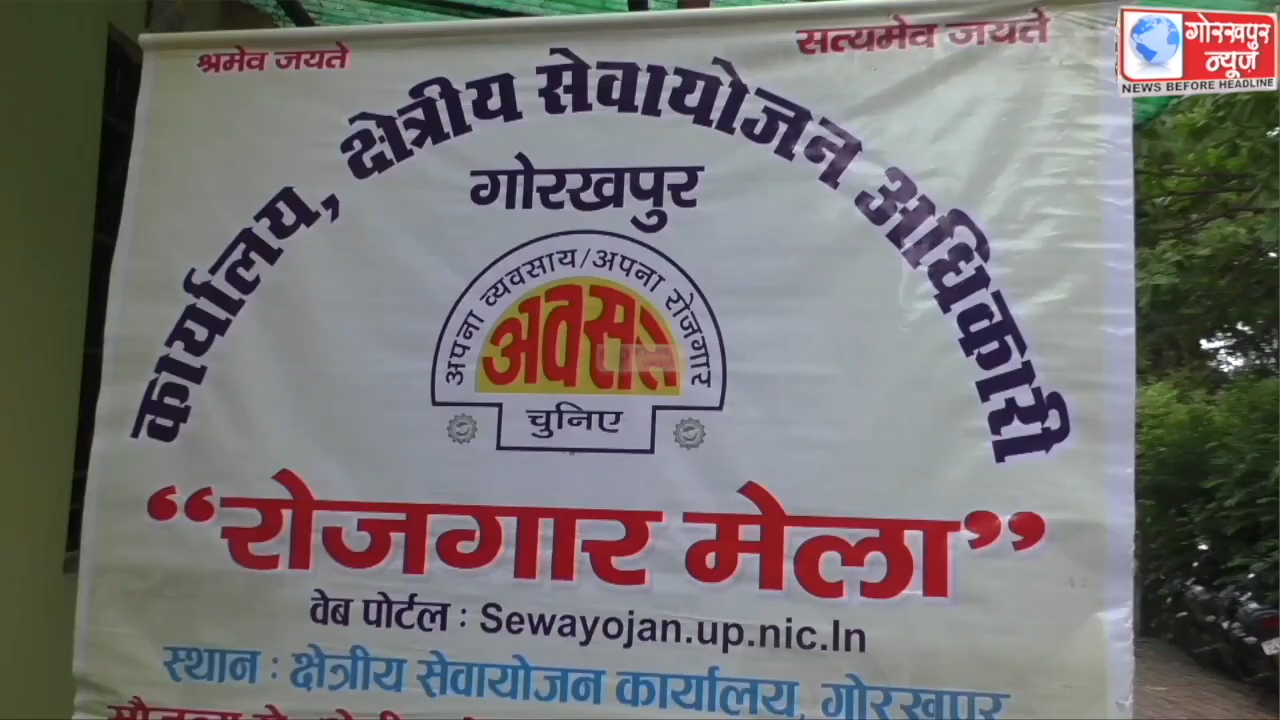 श्रमेव जयते
सत्यमेव जयते
गोरखपुर
न्यूज़
NEWS BEFORE HEADLINE
कार्यालय, क्षेत्रीय सेवायोजन अधिकारी
गोरखपुर
अपना व्यवसाय/अपना रोजगार
अवसर
चुनिए
“रोजगार मेला”
वेब पोर्टल : Sewayojan.up.nic.In
स्थान : क्षेत्रीय सेवायोजन कार्यालय, गोरखपुर